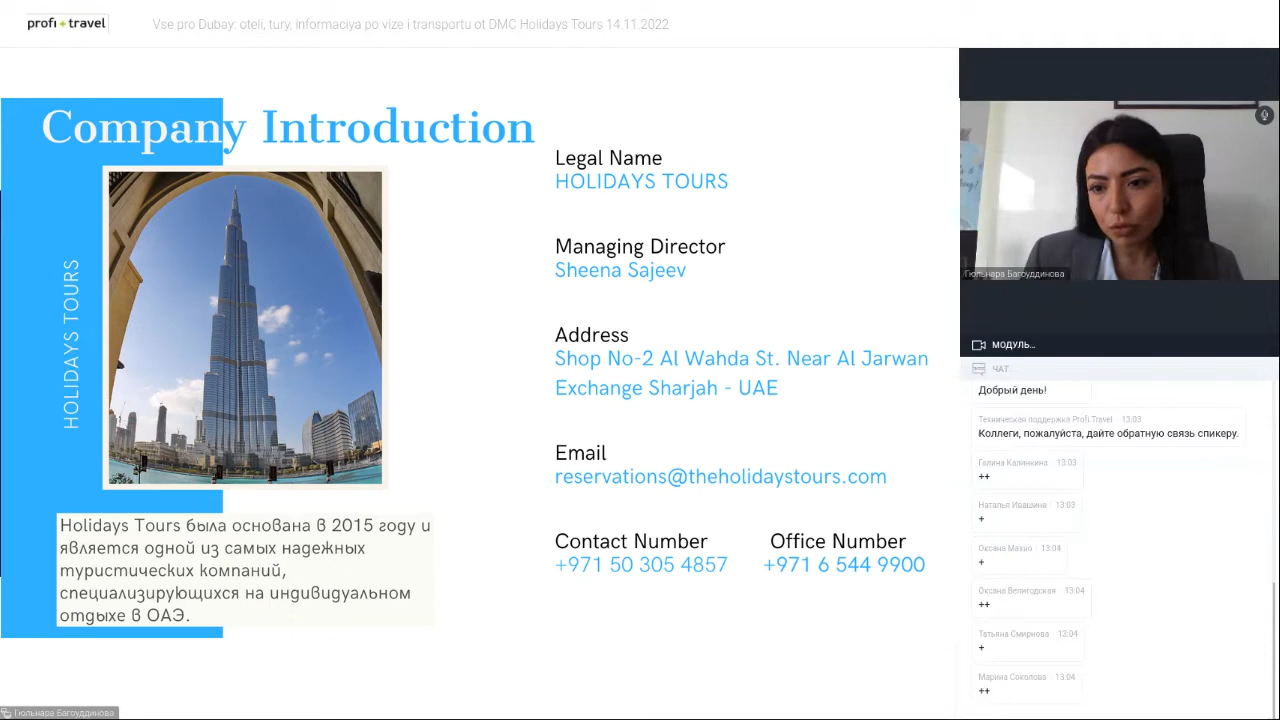 profi travel
Vse pro Dubay: oteli, tury, informaciya po vize i transportu ot DMC Holidays Tours 14.11.2022
Company Introduction
HOLIDAYS TOURS
Holidays Tours была основана в 2015 году и
является одной из самых надежных
туристических компаний,
специализирующихся на индивидуальном
отдыхе в ОАЭ.
Legal Name
HOLIDAYS TOURS
Managing Director
Sheena Sajeev
Address
Shop No-2 Al Wahda St. Near Al Jarwan
Exchange Sharjah - UAE
Email
reservations@theholidaystours.com
Contact Number Office Number
+971 50 305 4857 +971 6 544 9900
Гюльнара Багоуддинова
МОДУЛЬ...
ЧАТ
Добрый день!
Техническая поддержка Profi.Travel 13:03
Коллеги, пожалуйста, дайте обратную связь спикеру.
Галина Калинкина 13:03
++
Наталья Ивашина 13:03
+
Оксана Махно 13:04
+
Оксана Велигодская 13:04
++
Татьяна Смирнова 13:04
+
Марина Соколова 13:04
++
Гюльнара Багоуддинова